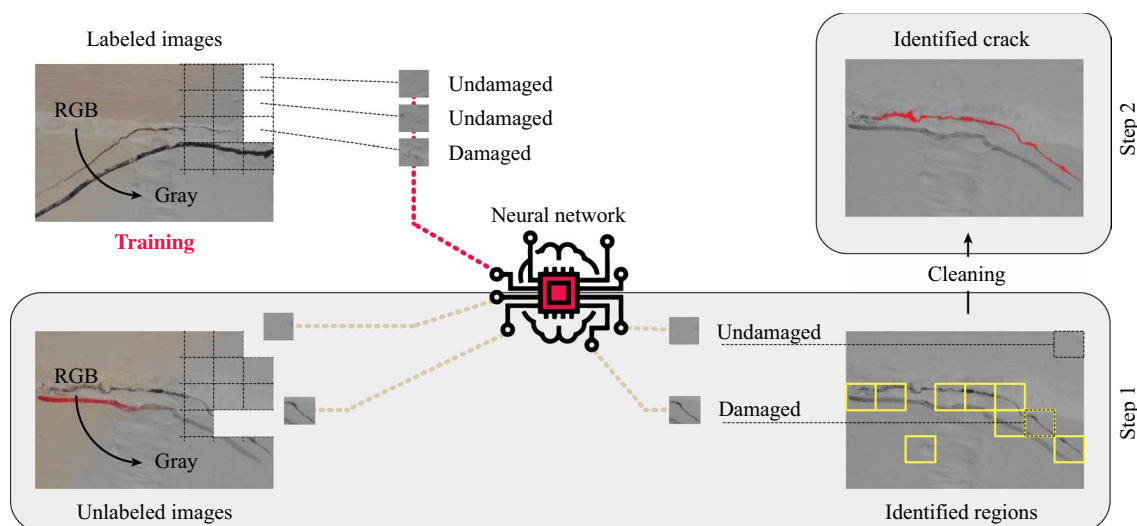 Labeled images
RGB
Gray
Training
Undamaged
Undamaged
Damaged
Neural network
Identified crack
Step 2
Cleaning
RGB
Gray
Unlabeled images
Undamaged
Damaged
Identified regions
Step 1